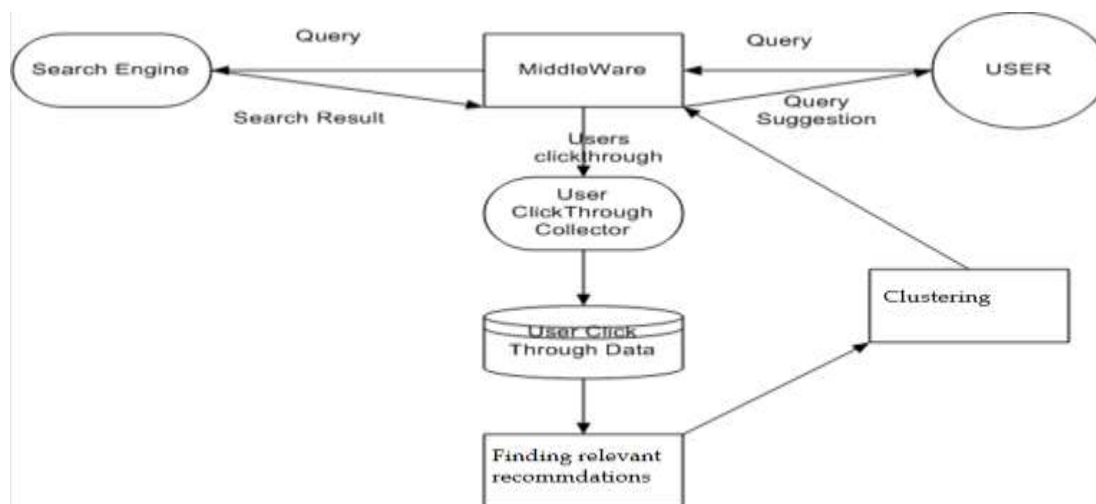 Query
Query
Search Engine
MiddleWare
USER
Search Result
Query
Suggestion
Users
clickthrough
User
ClickThrough
Collector
Clustering
User Click
Through Data
Finding relevant
recommdations